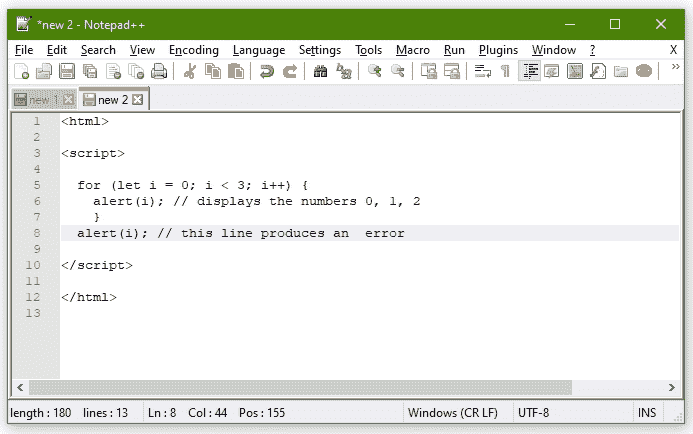 *new 2 - Notepad++
File Edit Search View Encoding Language Settings Tools Macro Run Plugins Window ? X
new 1 new 2
1 <html>
2
3 <script>
4
5 for (let i = 0; i < 3; i++) {
6 alert(i); // displays the numbers 0, 1, 2
7 }
8 alert(i); // this line produces an  error
9
10 </script>
11
12 </html>
13
length : 180 lines : 13 Ln : 8 Col : 44 Pos : 155 Windows (CR LF) UTF-8 INS